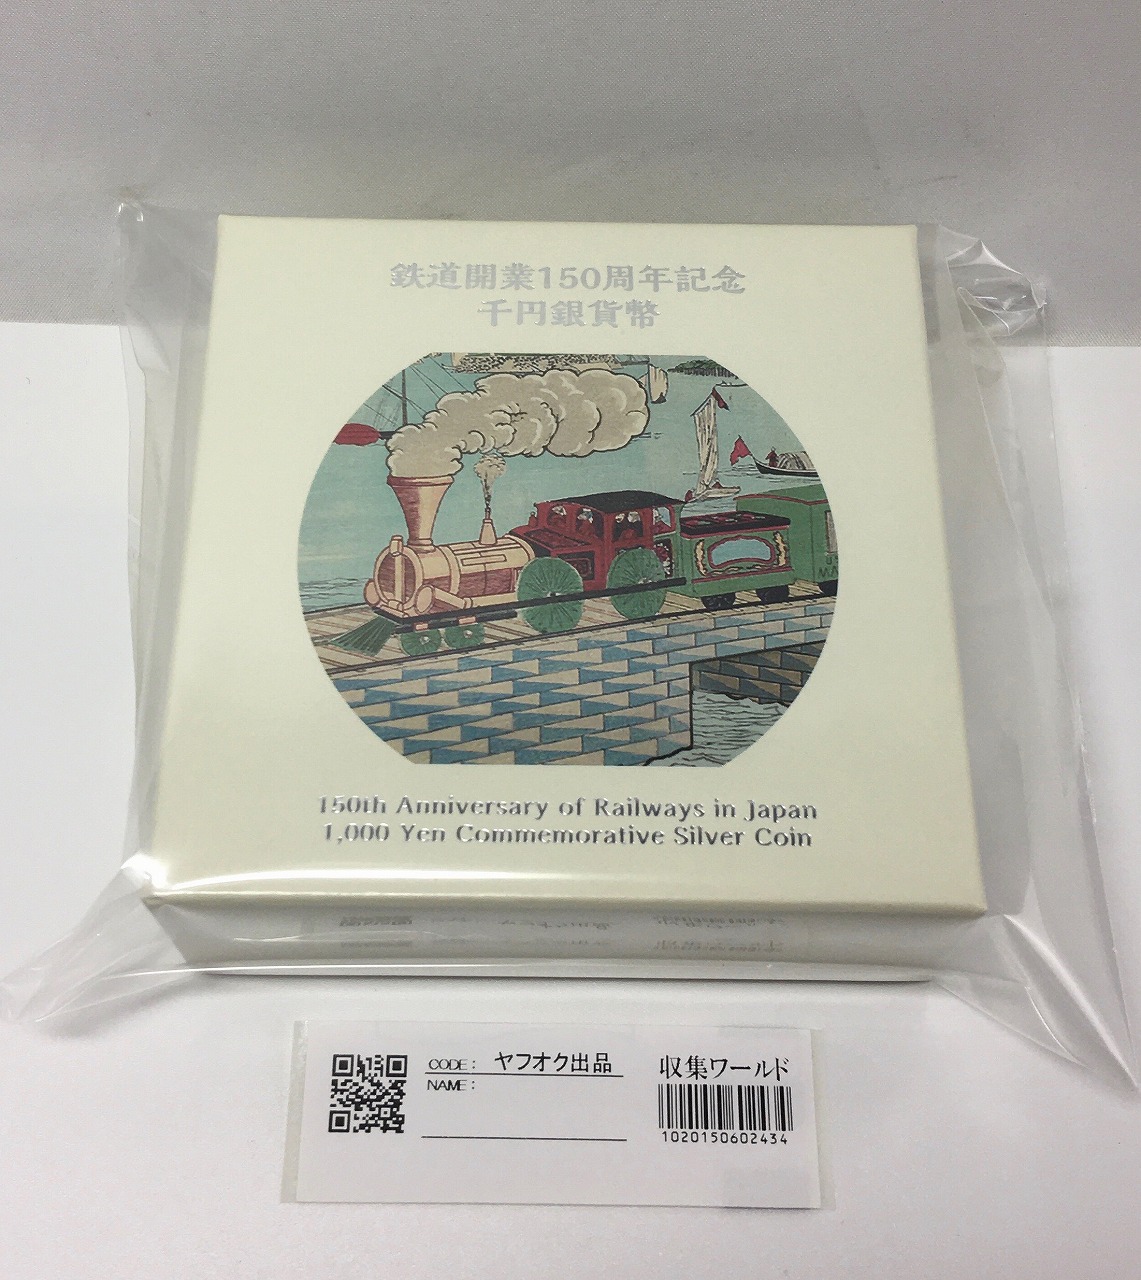 鉄道開業150周年記念
千円銀貨幣
150th Anniversary of Railways in Japan
1,000 Yen Commemorative Silver Coin
CODE： ヤフオク出品
NAME：
収集ワールド
1020150602434